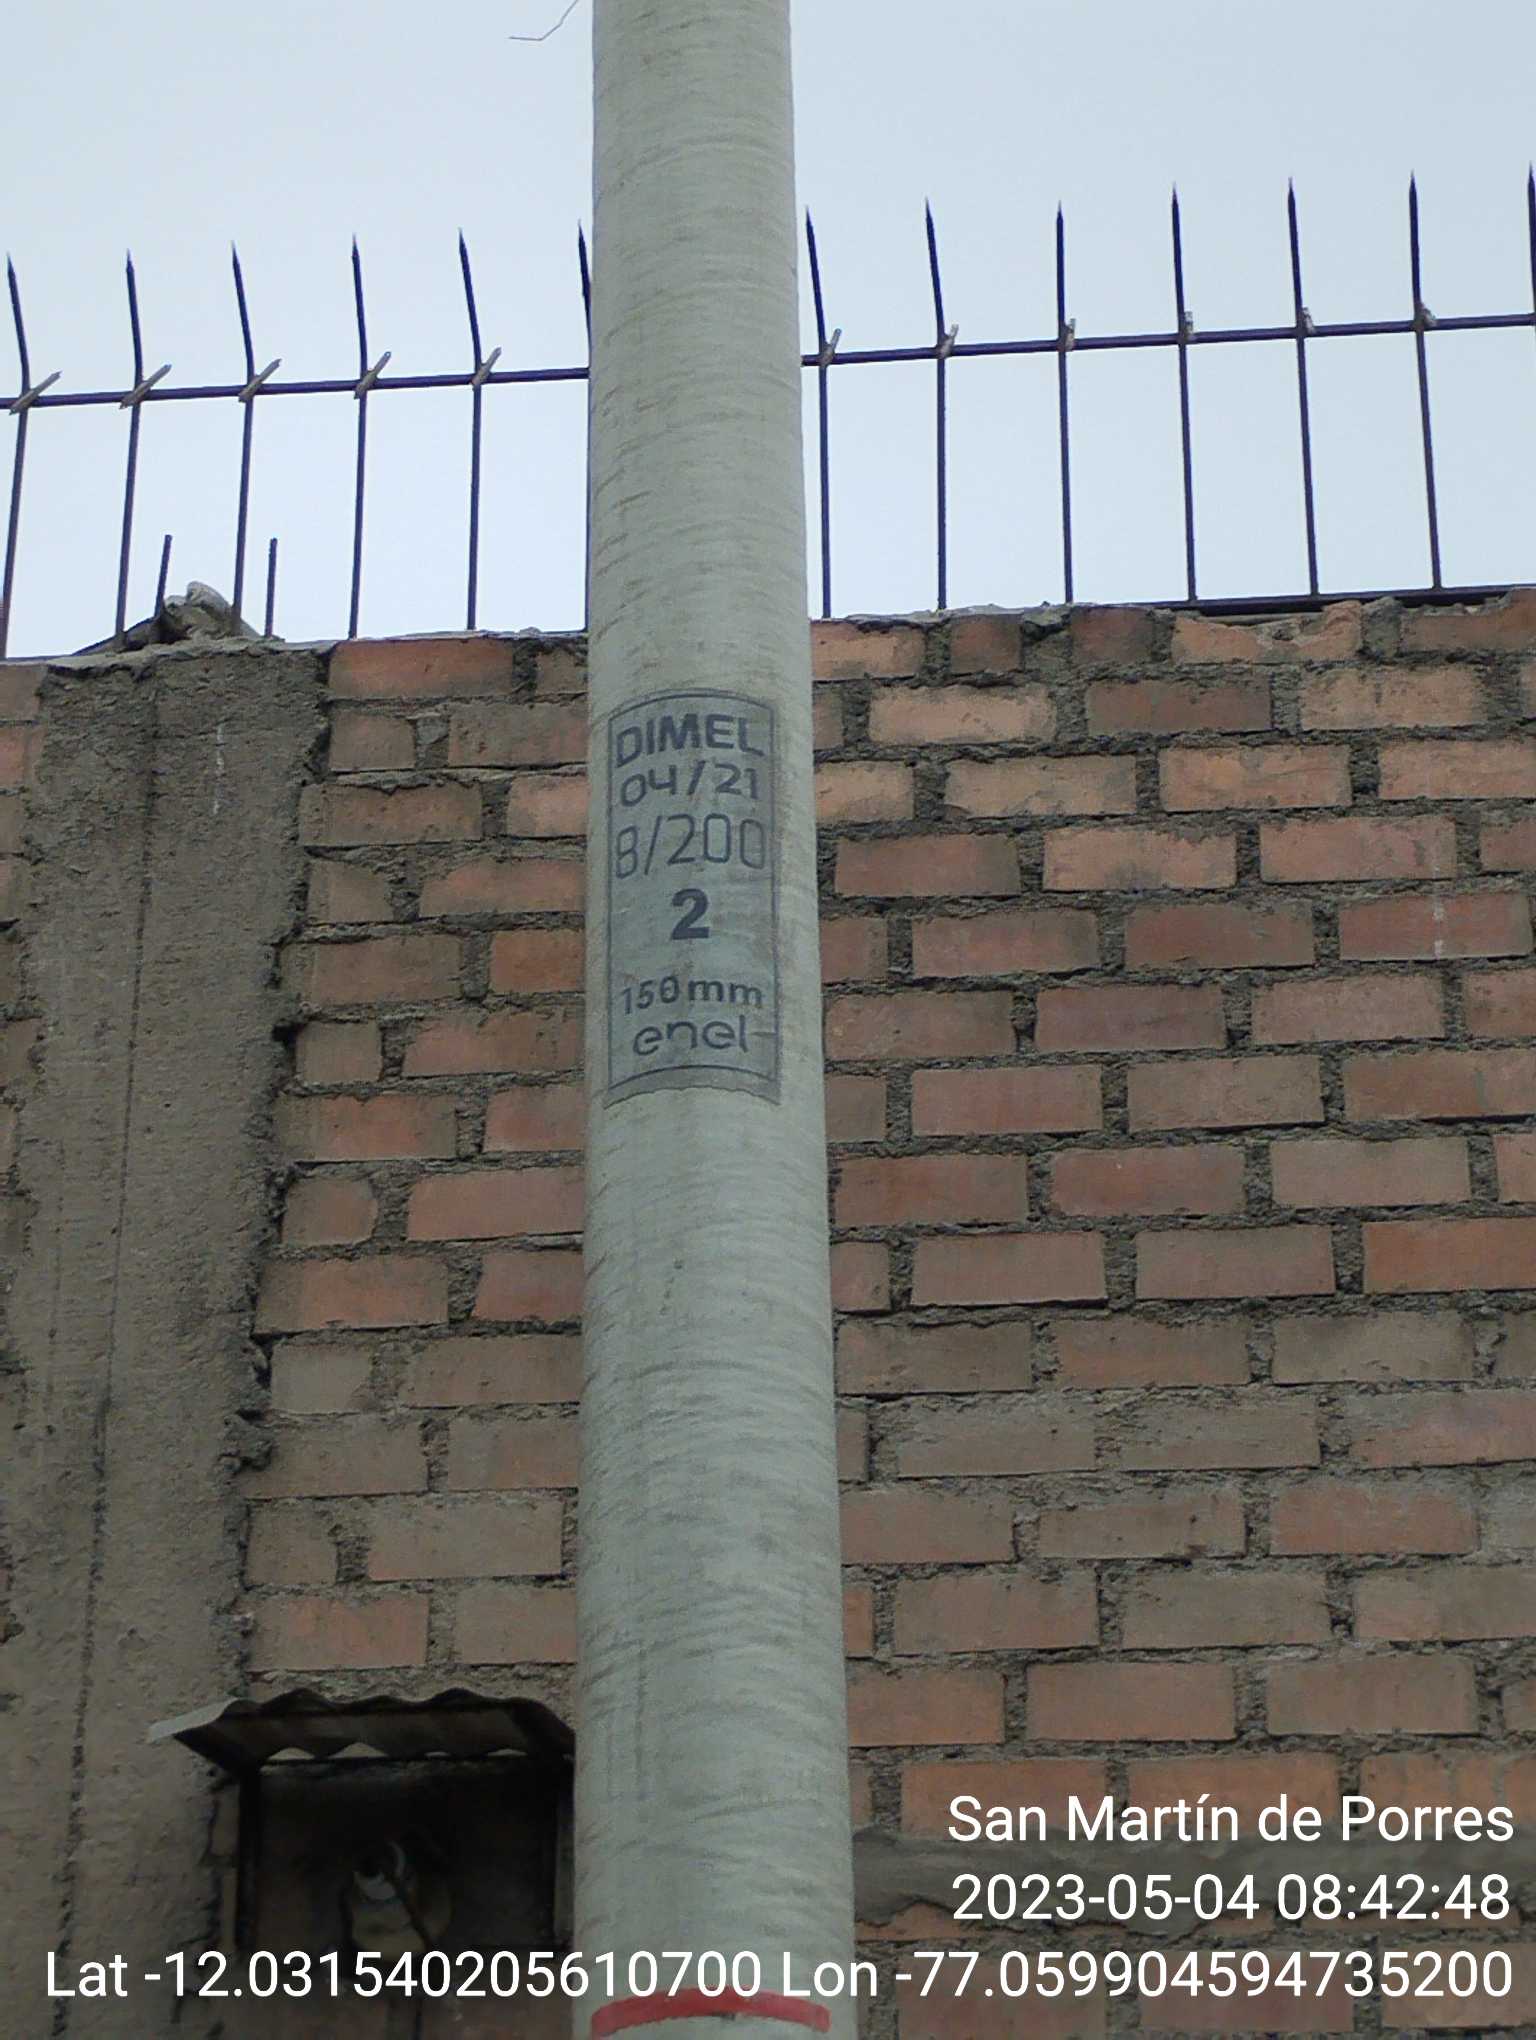 DIMEL
04/21
8/200
2
150mm
enel
San Martín de Porres
2023-05-04 08:42:48
Lat -12.031540205610700 Lon -77.059904594735200